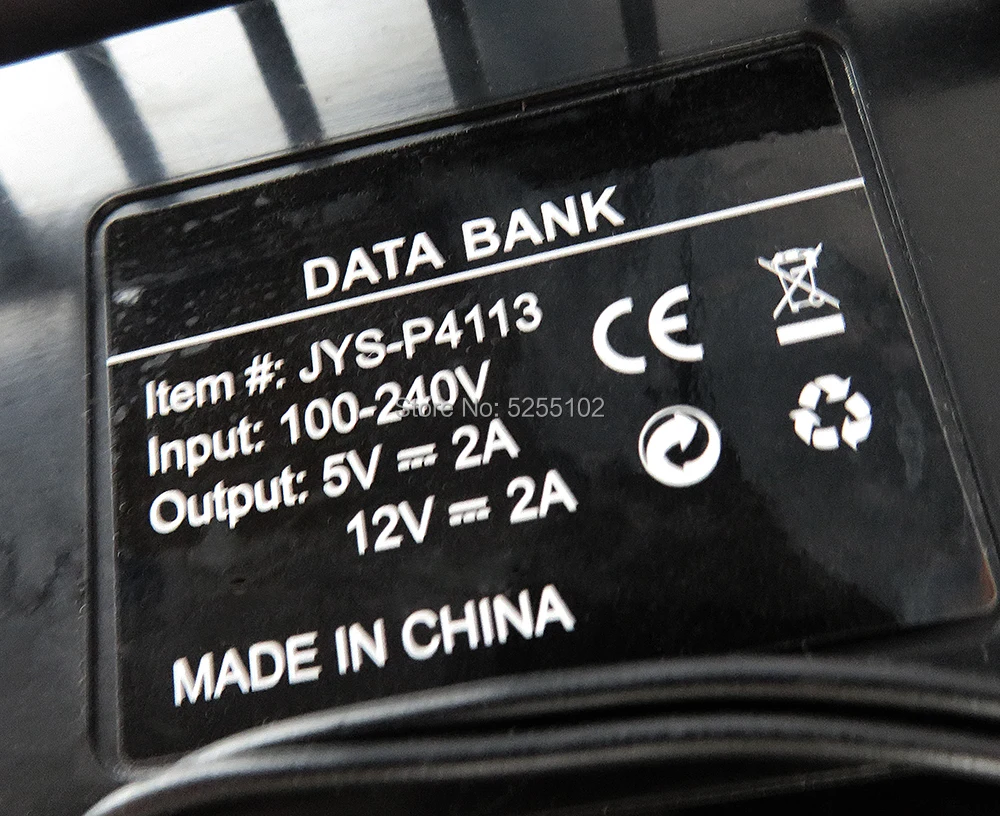 DATA BANK
Item #: JYS-P4113
Input: 100-240V
Output: 5V ⎓ 2A
12V ⎓ 2A
CE
Store No: 5255102
MADE IN CHINA